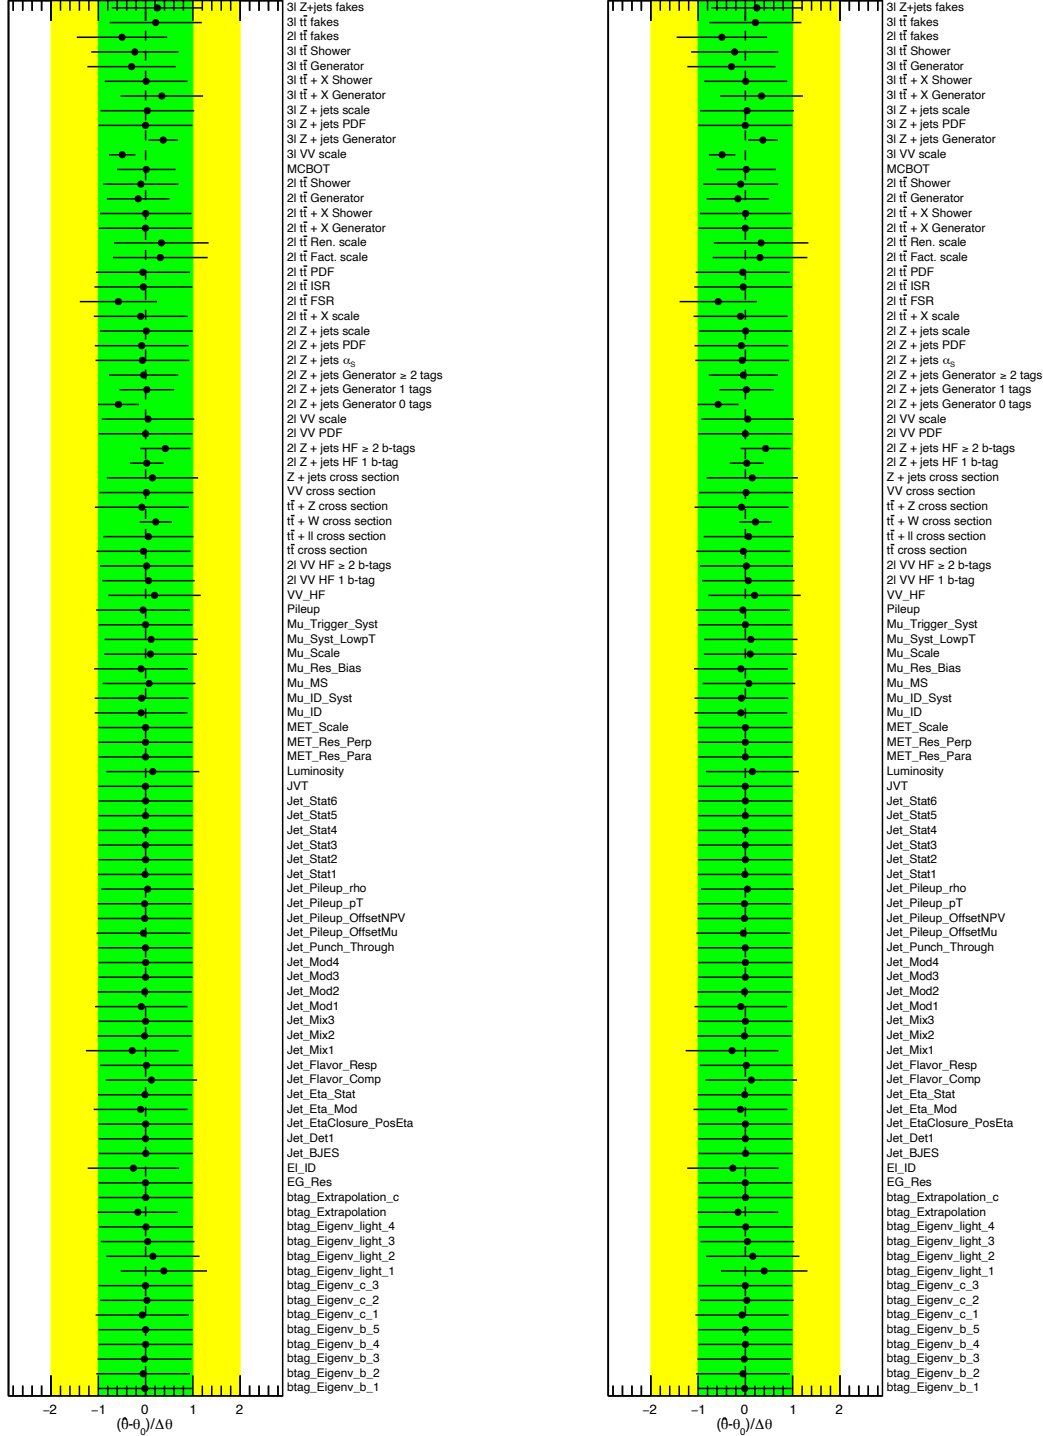 3l Z+jets fakes
3l tt̄ fakes
2l tt̄ fakes
3l tt̄ Shower
3l tt̄ Generator
3l tt̄ + X Shower
3l tt̄ + X Generator
3l Z + jets scale
3l Z + jets PDF
3l Z + jets Generator
3l VV scale
MCBOT
2l tt̄ Shower
2l tt̄ Generator
2l tt̄ + X Shower
2l tt̄ + X Generator
2l tt̄ Ren. scale
2l tt̄ Fact. scale
2l tt̄ PDF
2l tt̄ ISR
2l tt̄ FSR
2l tt̄ + X scale
2l Z + jets scale
2l Z + jets PDF
2l Z + jets α_S
2l Z + jets Generator ≥ 2 tags
2l Z + jets Generator 1 tags
2l Z + jets Generator 0 tags
2l VV scale
2l VV PDF
2l Z + jets HF ≥ 2 b-tags
2l Z + jets HF 1 b-tag
Z + jets cross section
VV cross section
tt̄ + Z cross section
tt̄ + W cross section
tt̄ + ll cross section
tt̄ cross section
2l VV HF ≥ 2 b-tags
2l VV HF 1 b-tag
VV_HF
Pileup
Mu_Trigger_Syst
Mu_Syst_LowpT
Mu_Scale
Mu_Res_Bias
Mu_MS
Mu_ID_Syst
Mu_ID
MET_Scale
MET_Res_Perp
MET_Res_Para
Luminosity
JVT
Jet_Stat6
Jet_Stat5
Jet_Stat4
Jet_Stat3
Jet_Stat2
Jet_Stat1
Jet_Pileup_rho
Jet_Pileup_pT
Jet_Pileup_OffsetNPV
Jet_Pileup_OffsetMu
Jet_Punch_Through
Jet_Mod4
Jet_Mod3
Jet_Mod2
Jet_Mod1
Jet_Mix3
Jet_Mix2
Jet_Mix1
Jet_Flavor_Resp
Jet_Flavor_Comp
Jet_Eta_Stat
Jet_Eta_Mod
Jet_EtaClosure_PosEta
Jet_Det1
Jet_BJES
El_ID
EG_Res
btag_Extrapolation_c
btag_Extrapolation
btag_Eigenv_light_4
btag_Eigenv_light_3
btag_Eigenv_light_2
btag_Eigenv_light_1
btag_Eigenv_c_3
btag_Eigenv_c_2
btag_Eigenv_c_1
btag_Eigenv_b_5
btag_Eigenv_b_4
btag_Eigenv_b_3
btag_Eigenv_b_2
btag_Eigenv_b_1
−2 −1 0 1 2
(θ̂-θ₀)/Δθ
3l Z+jets fakes
3l tt̄ fakes
2l tt̄ fakes
3l tt̄ Shower
3l tt̄ Generator
3l tt̄ + X Shower
3l tt̄ + X Generator
3l Z + jets scale
3l Z + jets PDF
3l Z + jets Generator
3l VV scale
MCBOT
2l tt̄ Shower
2l tt̄ Generator
2l tt̄ + X Shower
2l tt̄ + X Generator
2l tt̄ Ren. scale
2l tt̄ Fact. scale
2l tt̄ PDF
2l tt̄ ISR
2l tt̄ FSR
2l tt̄ + X scale
2l Z + jets scale
2l Z + jets PDF
2l Z + jets α_S
2l Z + jets Generator ≥ 2 tags
2l Z + jets Generator 1 tags
2l Z + jets Generator 0 tags
2l VV scale
2l VV PDF
2l Z + jets HF ≥ 2 b-tags
2l Z + jets HF 1 b-tag
Z + jets cross section
VV cross section
tt̄ + Z cross section
tt̄ + W cross section
tt̄ + ll cross section
tt̄ cross section
2l VV HF ≥ 2 b-tags
2l VV HF 1 b-tag
VV_HF
Pileup
Mu_Trigger_Syst
Mu_Syst_LowpT
Mu_Scale
Mu_Res_Bias
Mu_MS
Mu_ID_Syst
Mu_ID
MET_Scale
MET_Res_Perp
MET_Res_Para
Luminosity
JVT
Jet_Stat6
Jet_Stat5
Jet_Stat4
Jet_Stat3
Jet_Stat2
Jet_Stat1
Jet_Pileup_rho
Jet_Pileup_pT
Jet_Pileup_OffsetNPV
Jet_Pileup_OffsetMu
Jet_Punch_Through
Jet_Mod4
Jet_Mod3
Jet_Mod2
Jet_Mod1
Jet_Mix3
Jet_Mix2
Jet_Mix1
Jet_Flavor_Resp
Jet_Flavor_Comp
Jet_Eta_Stat
Jet_Eta_Mod
Jet_EtaClosure_PosEta
Jet_Det1
Jet_BJES
El_ID
EG_Res
btag_Extrapolation_c
btag_Extrapolation
btag_Eigenv_light_4
btag_Eigenv_light_3
btag_Eigenv_light_2
btag_Eigenv_light_1
btag_Eigenv_c_3
btag_Eigenv_c_2
btag_Eigenv_c_1
btag_Eigenv_b_5
btag_Eigenv_b_4
btag_Eigenv_b_3
btag_Eigenv_b_2
btag_Eigenv_b_1
−2 −1 0 1 2
(θ̂-θ₀)/Δθ